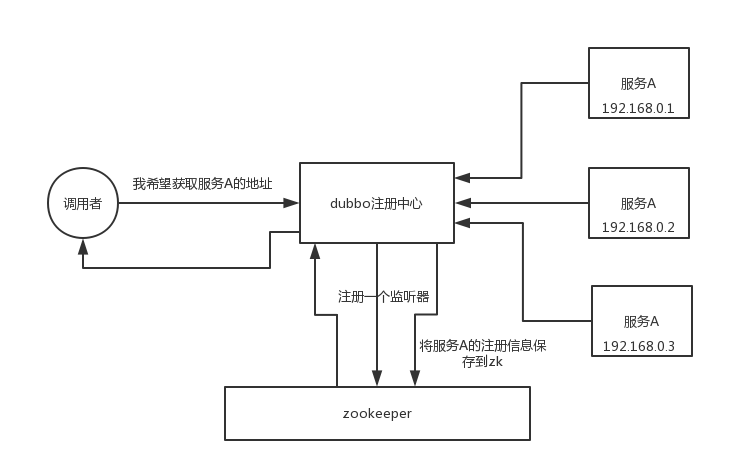 服务A
192.168.0.1
我希望获取服务A的地址
调用者
dubbo注册中心
服务A
192.168.0.2
注册一个监听器
服务A
192.168.0.3
将服务A的注册信息保
存到zk
zookeeper